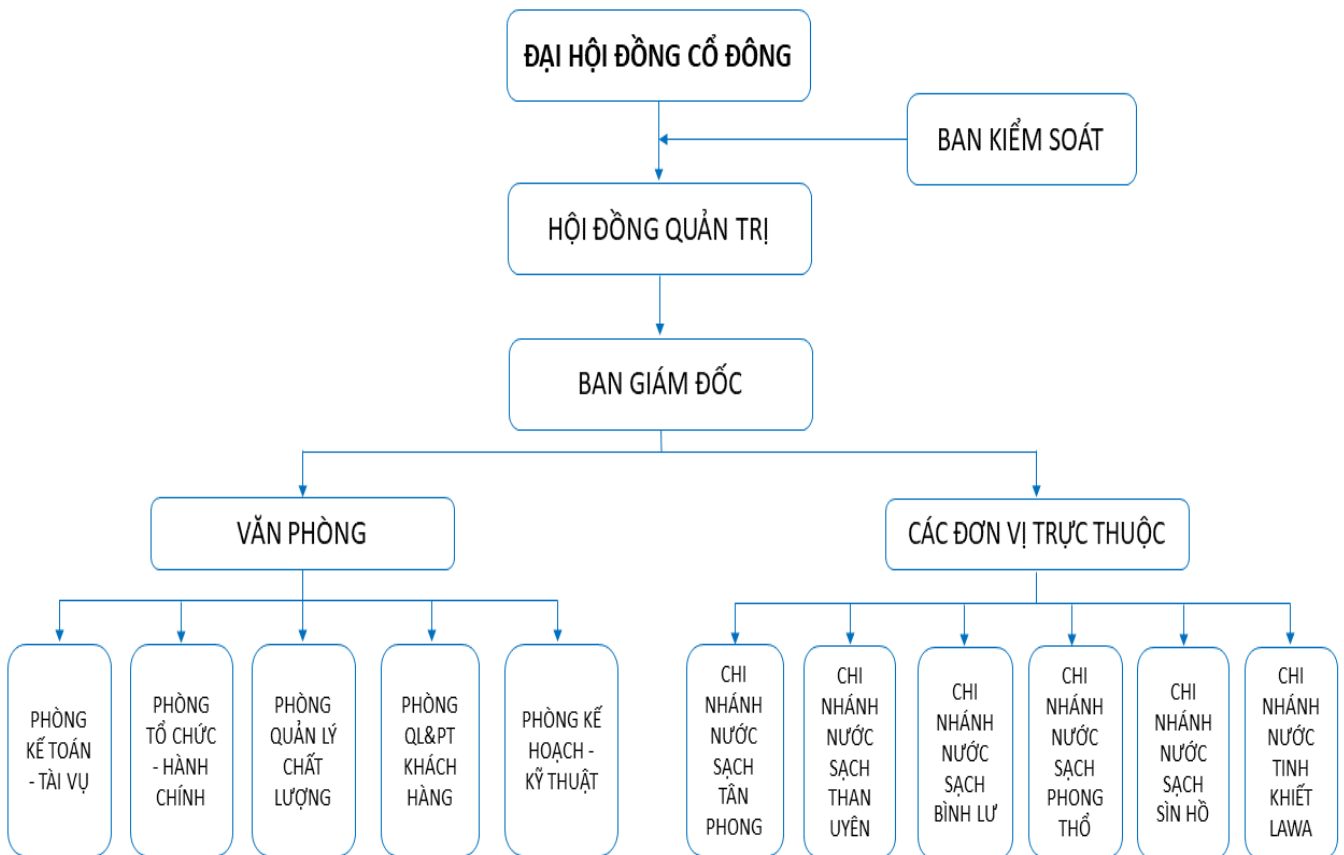 ĐẠI HỘI ĐỒNG CỔ ĐÔNG
BAN KIỂM SOÁT
HỘI ĐỒNG QUẢN TRỊ
BAN GIÁM ĐỐC
VĂN PHÒNG
CÁC ĐƠN VỊ TRỰC THUỘC
PHÒNG
KẾ TOÁN
- TÀI VỤ
PHÒNG
TỔ CHỨC
- HÀNH
CHÍNH
PHÒNG
QUẢN LÝ
CHẤT
LƯỢNG
PHÒNG
QL&PT
KHÁCH
HÀNG
PHÒNG KẾ
HOẠCH -
KỸ THUẬT
CHI
NHÁNH
NƯỚC
SẠCH
TÂN
PHONG
CHI
NHÁNH
NƯỚC
SẠCH
THAN
UYÊN
CHI
NHÁNH
NƯỚC
SẠCH
BÌNH LƯ
CHI
NHÁNH
NƯỚC
SẠCH
PHONG
THỔ
CHI
NHÁNH
NƯỚC
SẠCH
SÌN HỒ
CHI
NHÁNH
NƯỚC
TINH
KHIẾT
LAWA